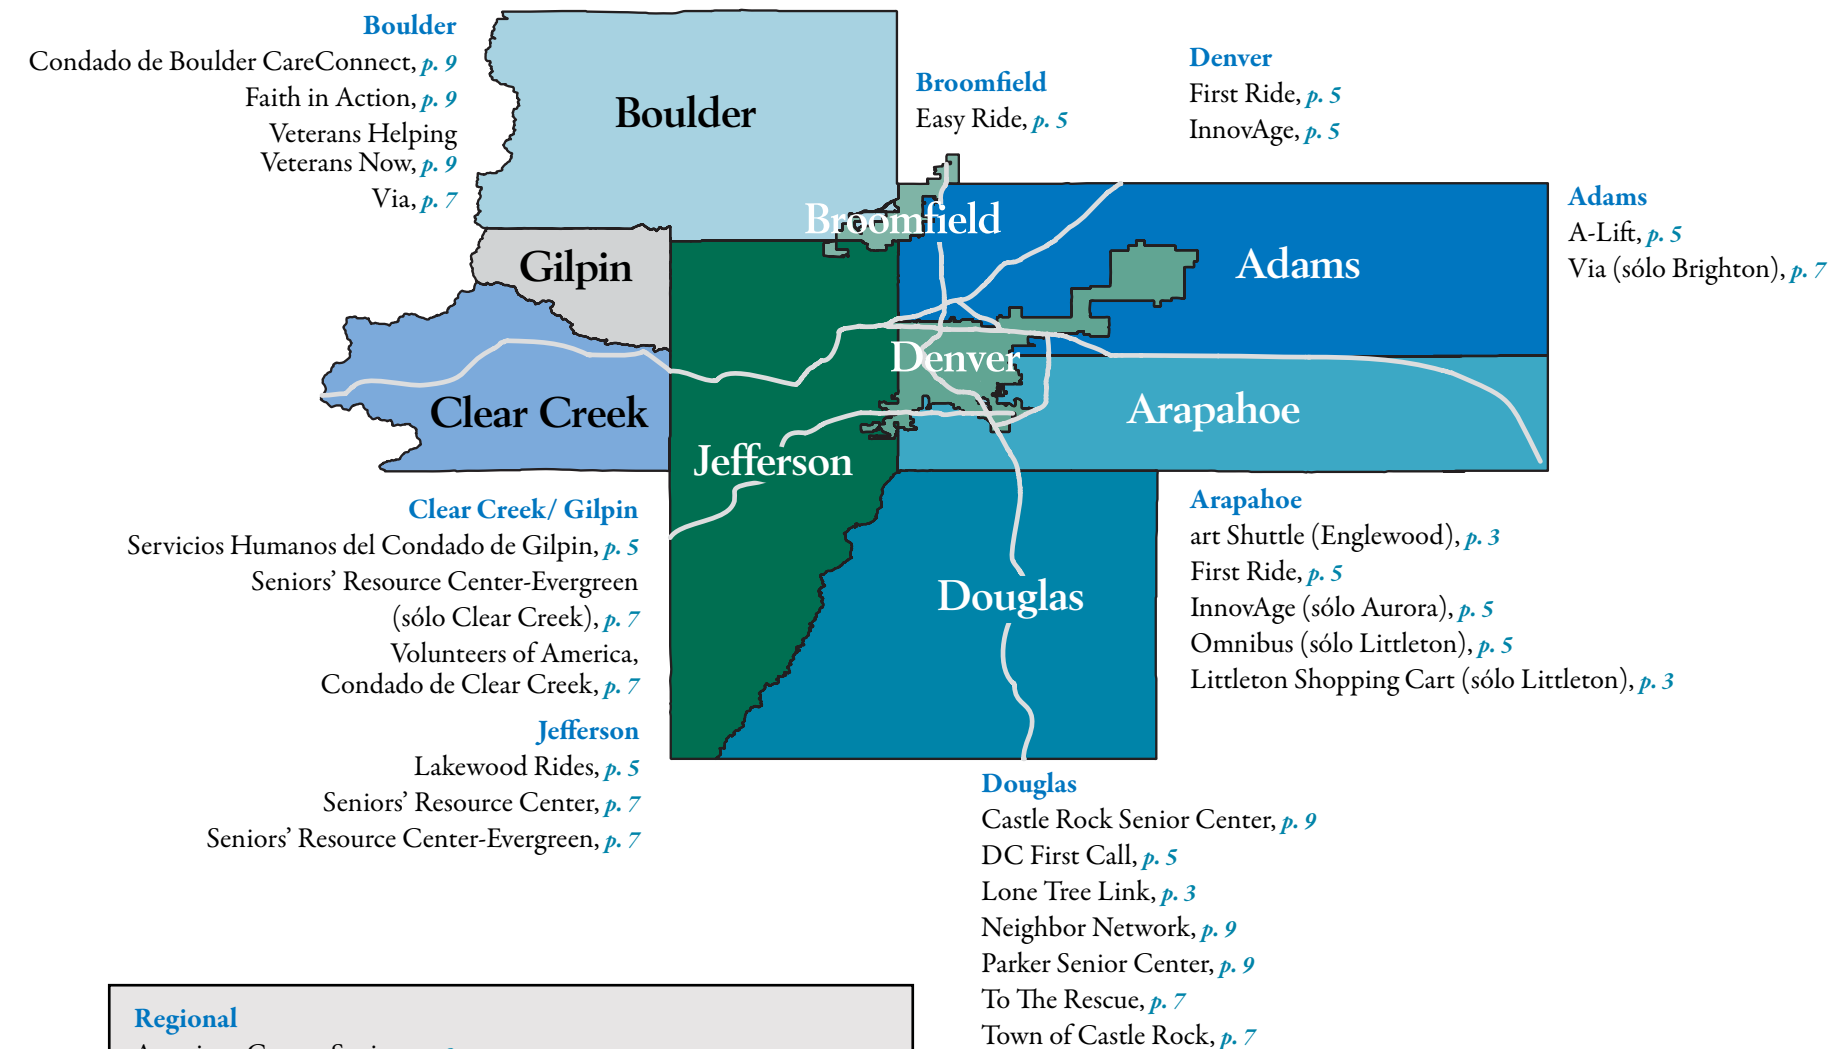 Boulder
Condado de Boulder CareConnect, p. 9
Faith in Action, p. 9
Veterans Helping
Veterans Now, p. 9
Via, p. 7
Broomfield
Easy Ride, p. 5
Denver
First Ride, p. 5
InnovAge, p. 5
Adams
A-Lift, p. 5
Via (sólo Brighton), p. 7
Boulder
Broomfield
Gilpin
Adams
Denver
Clear Creek
Arapahoe
Jefferson
Douglas
Clear Creek/ Gilpin
Servicios Humanos del Condado de Gilpin, p. 5
Seniors’ Resource Center-Evergreen
(sólo Clear Creek), p. 7
Volunteers of America,
Condado de Clear Creek, p. 7
Jefferson
Lakewood Rides, p. 5
Seniors’ Resource Center, p. 7
Seniors’ Resource Center-Evergreen, p. 7
Arapahoe
art Shuttle (Englewood), p. 3
First Ride, p. 5
InnovAge (sólo Aurora), p. 5
Omnibus (sólo Littleton), p. 5
Littleton Shopping Cart (sólo Littleton), p. 3
Douglas
Castle Rock Senior Center, p. 9
DC First Call, p. 5
Lone Tree Link, p. 3
Neighbor Network, p. 9
Parker Senior Center, p. 9
To The Rescue, p. 7
Town of Castle Rock, p. 7
Regional